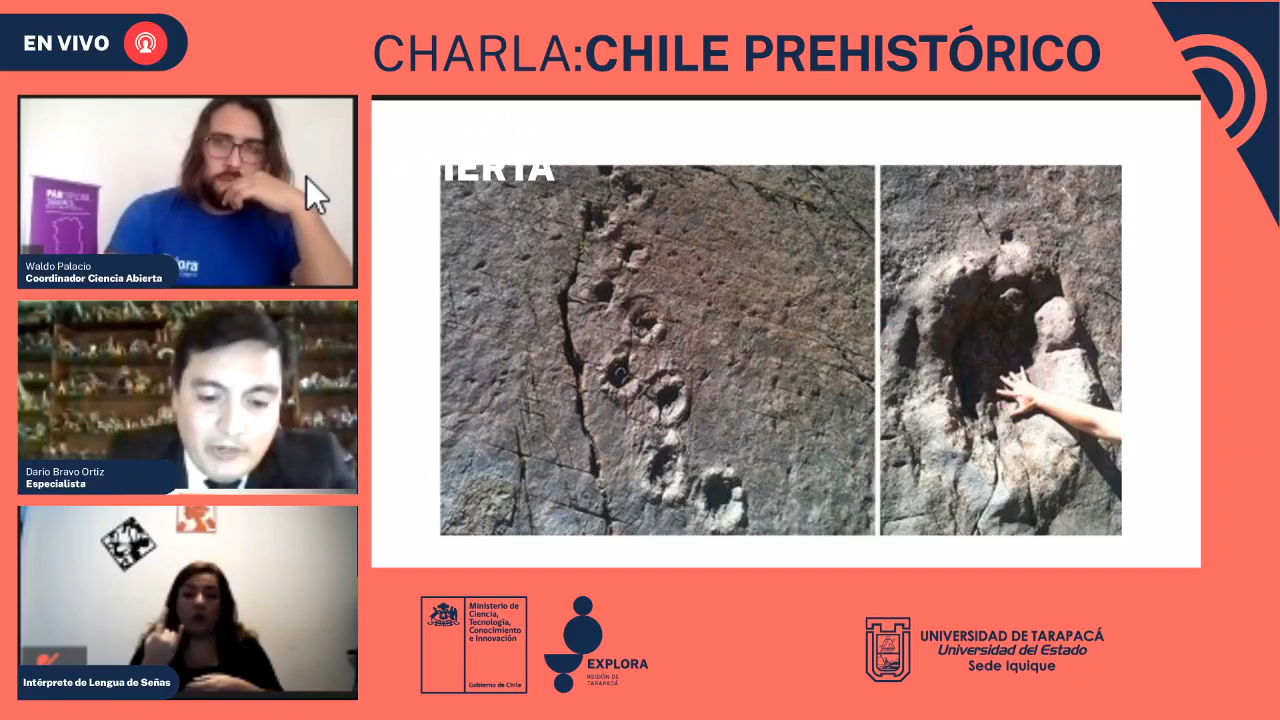 EN VIVO
CHARLA:CHILE PREHISTÓRICO
ABIERTA
Waldo Palacio
Coordinador Ciencia Abierta
Dario Bravo Ortiz
Especialista
Intérprete de Lengua de Señas
Ministerio de
Ciencia,
Tecnología,
Conocimiento
e Innovación
Gobierno de Chile
EXPLORA
REGIÓN DE
TARAPACÁ
UNIVERSIDAD DE TARAPACÁ
Universidad del Estado
Sede Iquique